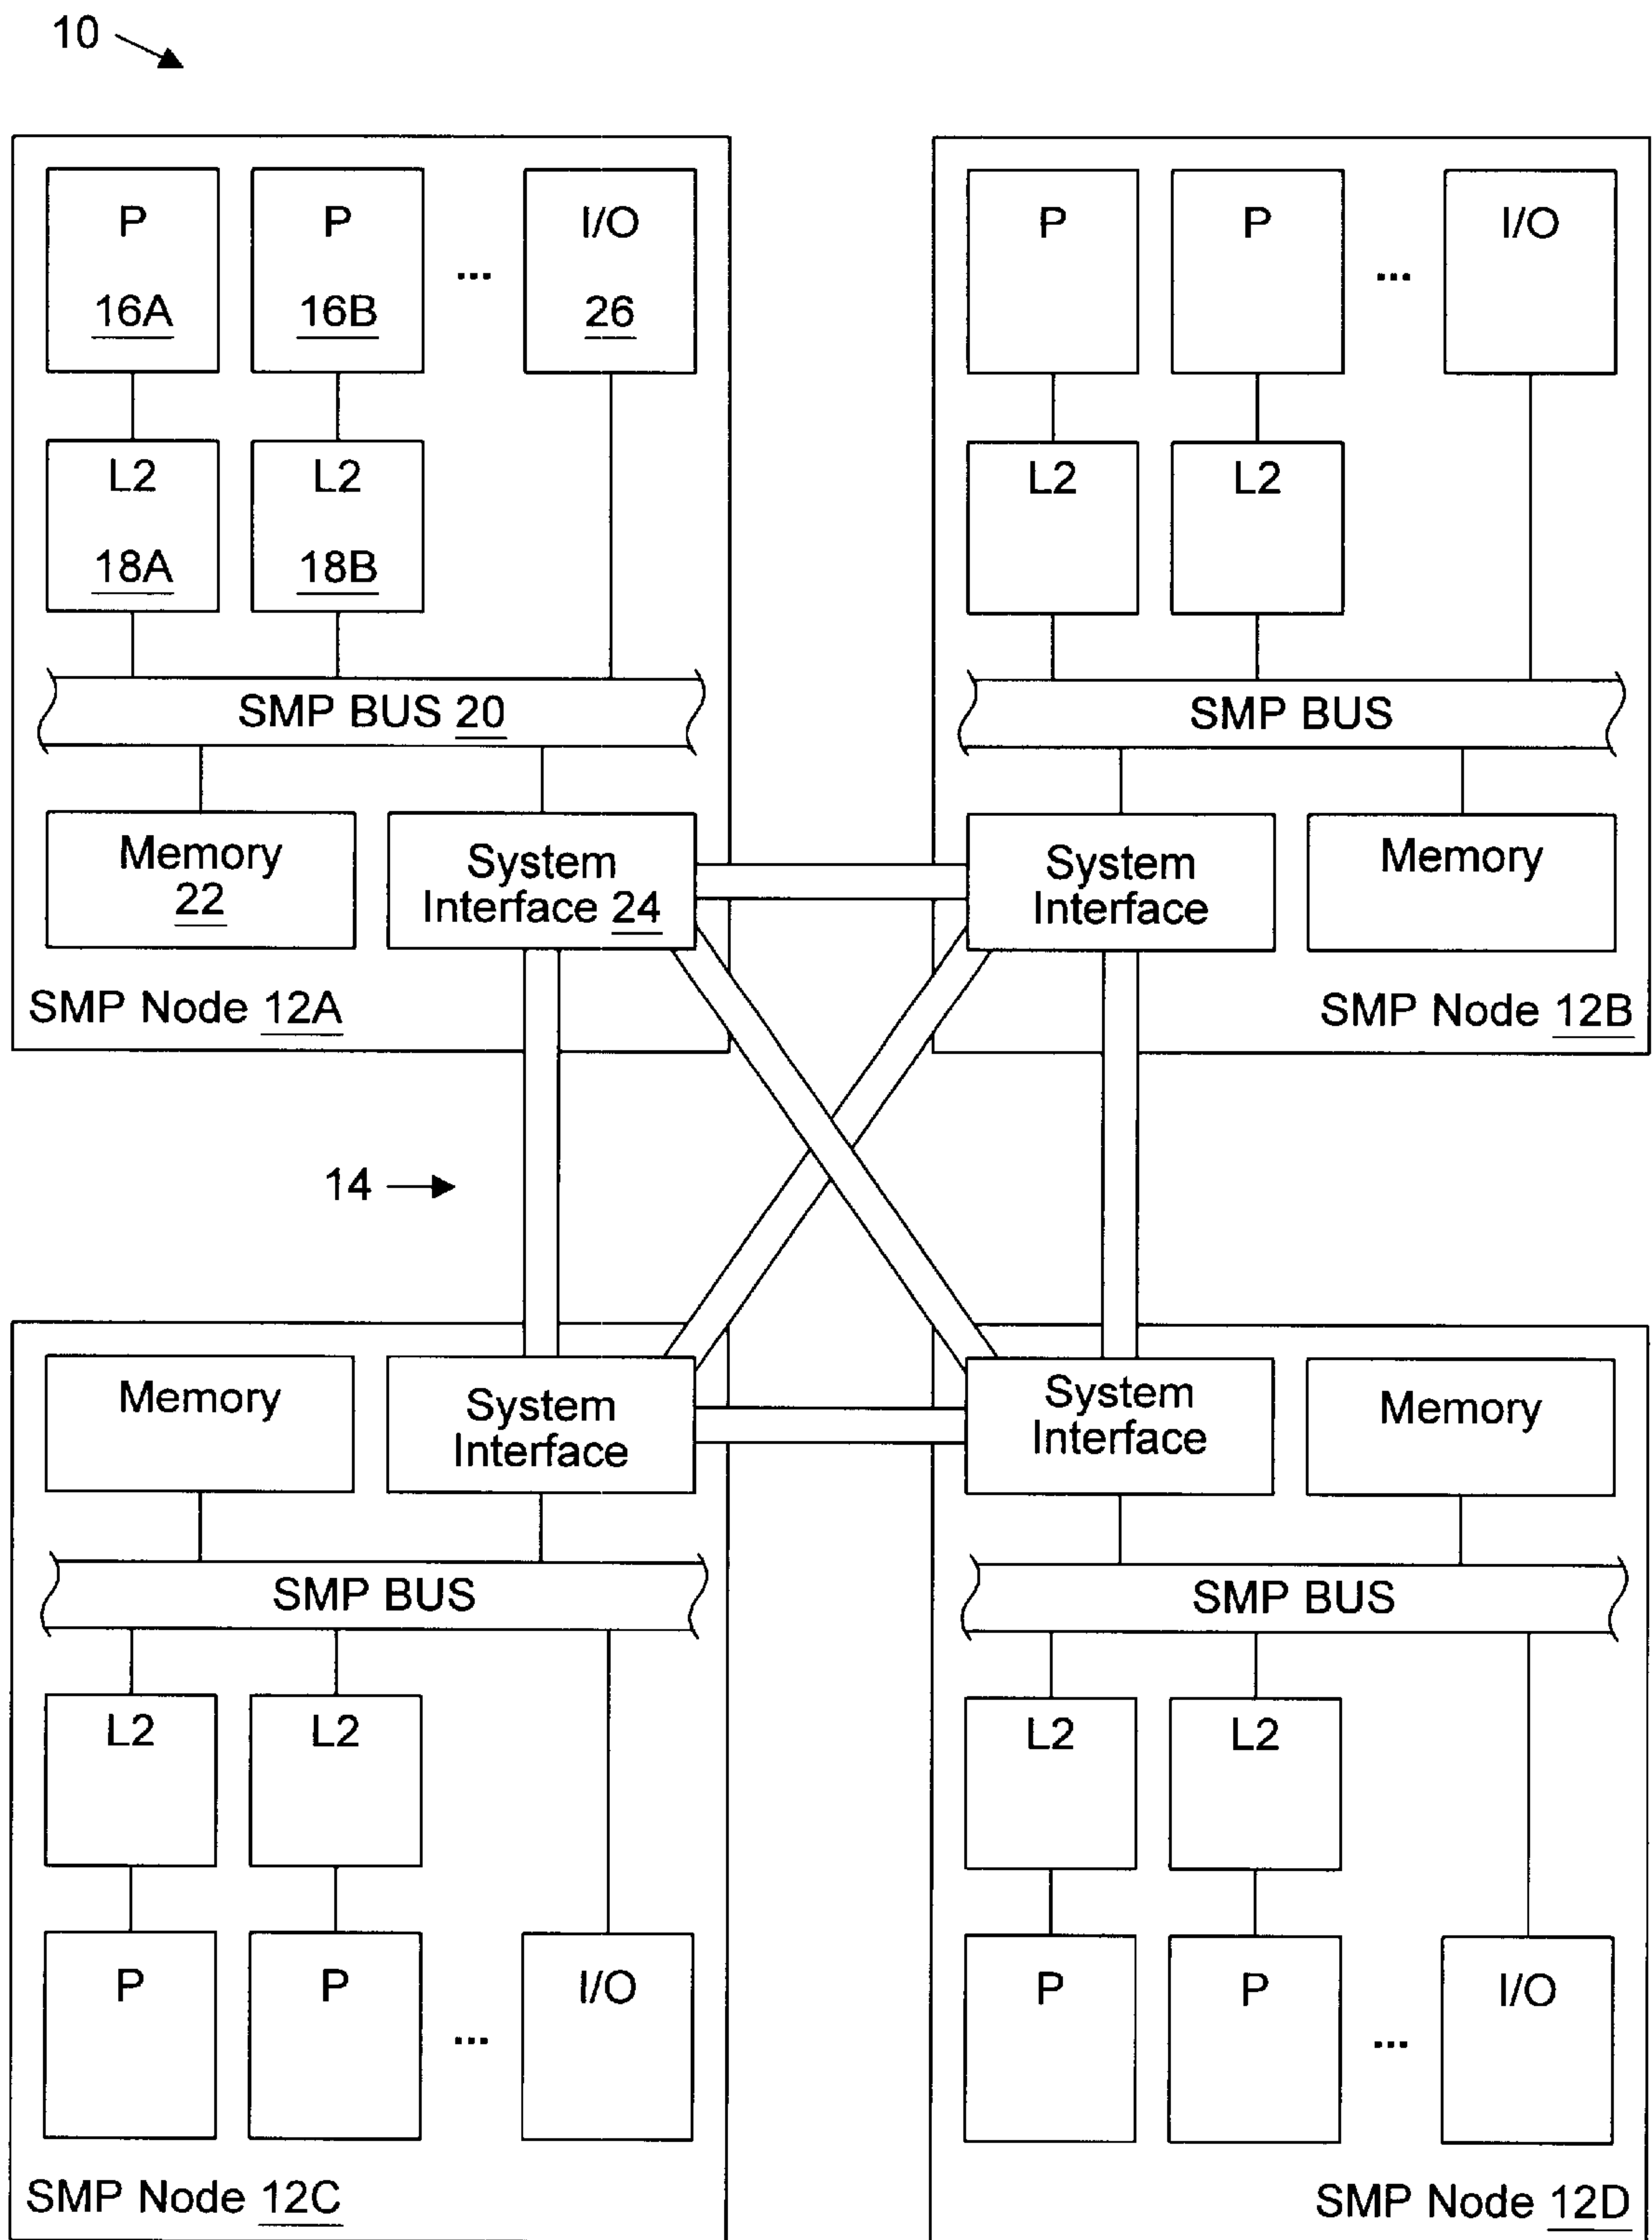 10
P
16A
P
16B
...
I/O
26
L2
18A
L2
18B
SMP BUS 20
Memory
22
System
Interface 24
SMP Node 12A
P
P
...
I/O
L2
L2
SMP BUS
System
Interface
Memory
SMP Node 12B
14
Memory
System
Interface
SMP BUS
L2
L2
P
P
...
I/O
SMP Node 12C
System
Interface
Memory
SMP BUS
L2
L2
P
P
...
I/O
SMP Node 12D